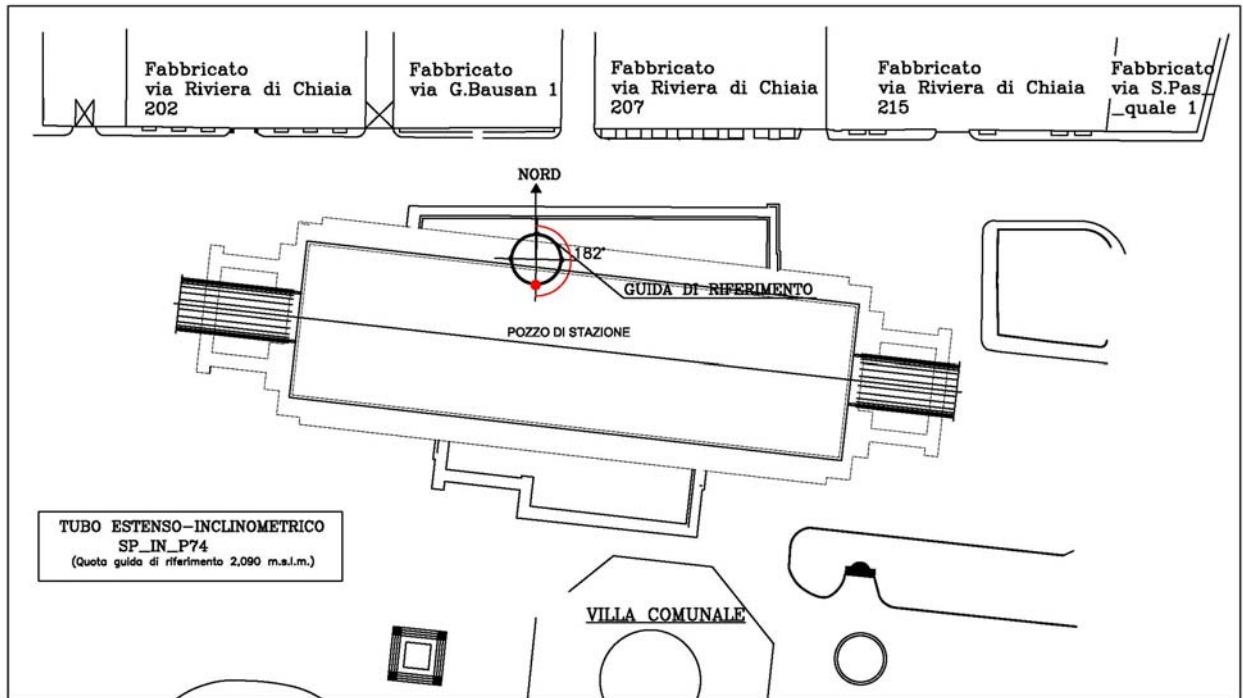 Fabbricato
via Riviera di Chiaia
202
Fabbricato
via G.Bausan 1
Fabbricato
via Riviera di Chiaia
207
Fabbricato
via Riviera di Chiaia
215
Fabbricato
via S.Pas_
_quale 1
NORD
182°
GUIDA DI RIFERIMENTO
POZZO DI STAZIONE
TUBO ESTENSO-INCLINOMETRICO
SP_IN_P74
(Quota guida di riferimento 2,090 m.s.l.m.)
VILLA COMUNALE